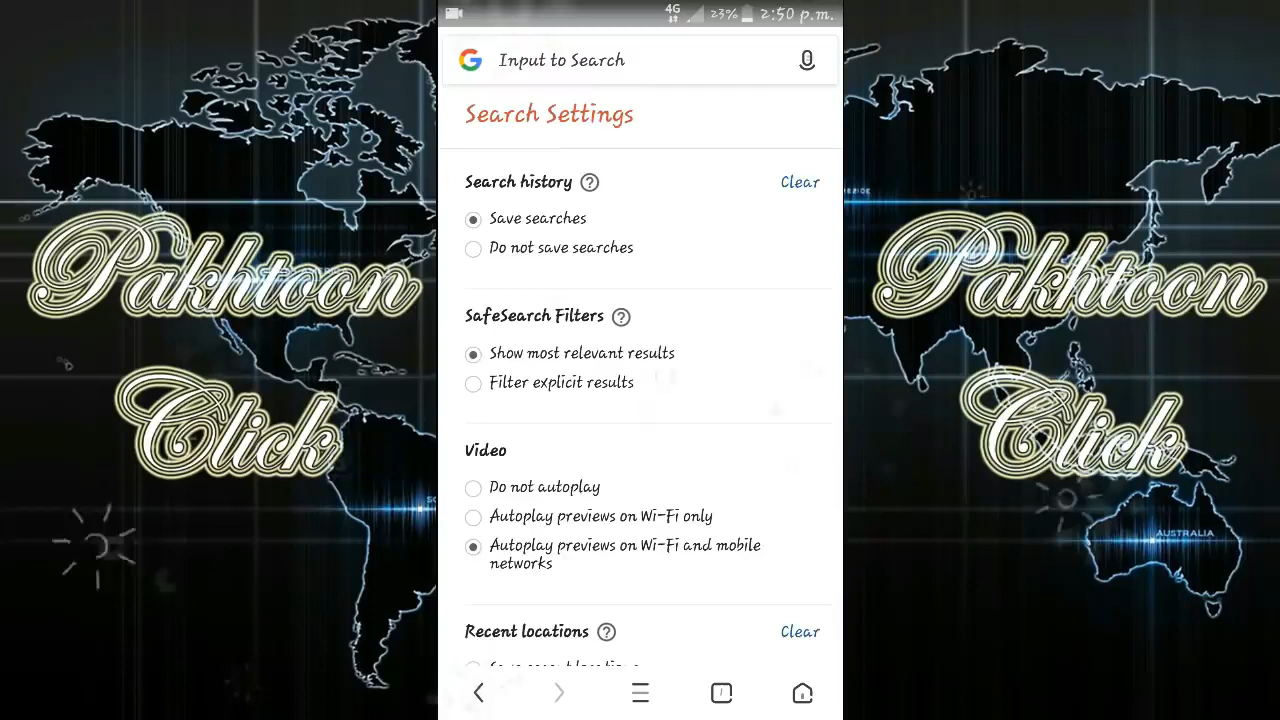 4G 23% 2:50 p.m.
G Input to Search
Search Settings
Search history ? Clear
Save searches
Do not save searches
SafeSearch Filters ?
Show most relevant results
Filter explicit results
Video
Do not autoplay
Autoplay previews on Wi-Fi only
Autoplay previews on Wi-Fi and mobile
networks
Recent locations ? Clear
Pakhtoon
Click
Pakhtoon
Click
AUSTRALIA